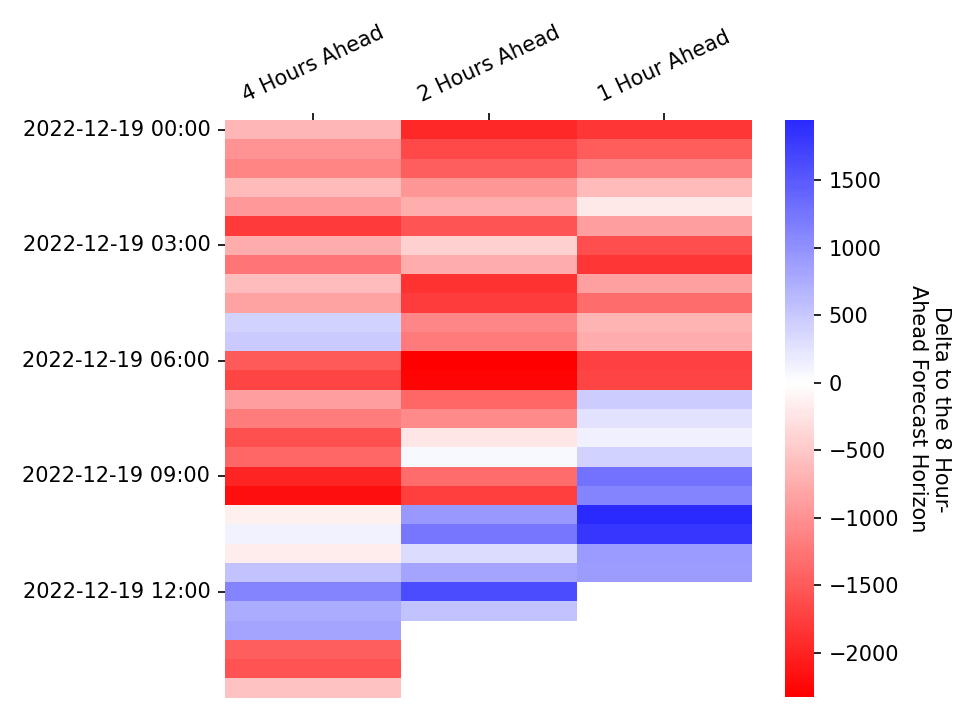 4 Hours Ahead
2 Hours Ahead
1 Hour Ahead
2022-12-19 00:00
2022-12-19 03:00
2022-12-19 06:00
2022-12-19 09:00
2022-12-19 12:00
1500
1000
500
0
−500
−1000
−1500
−2000
Delta to the 8 Hour-
Ahead Forecast Horizon